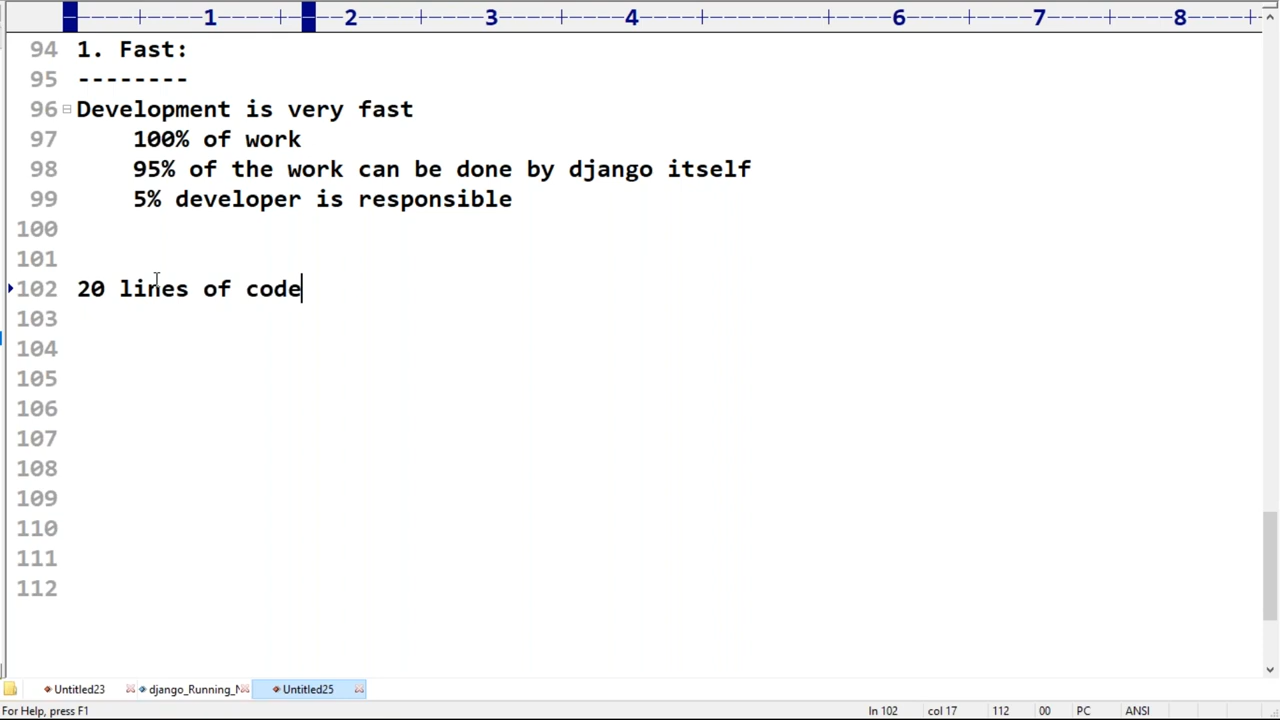 1 2 3 4 6 7 8
94 1. Fast:
95 --------
96 Development is very fast
97 100% of work
98 95% of the work can be done by django itself
99 5% developer is responsible
100
101
102 20 lines of code
103
104
105
106
107
108
109
110
111
112
Untitled23 django_Running_N Untitled25
For Help, press F1 ln 102 col 17 112 00 PC ANSI